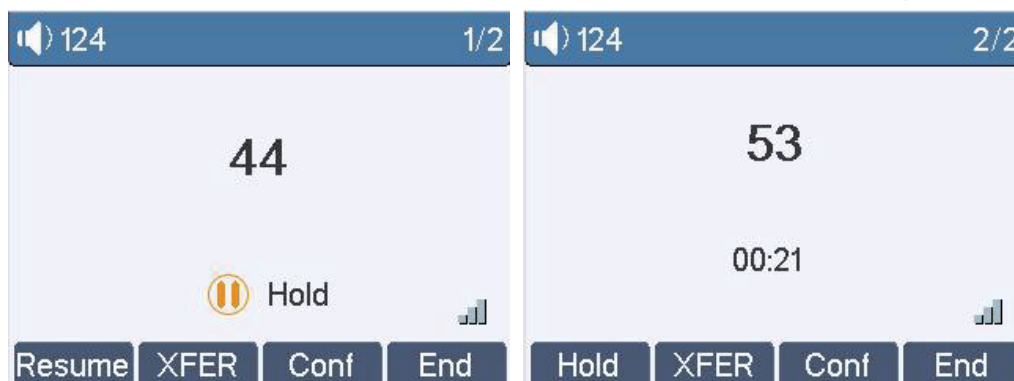 124 1/2
44
Hold
Resume XFER Conf End
124 2/2
53
00:21
Hold XFER Conf End